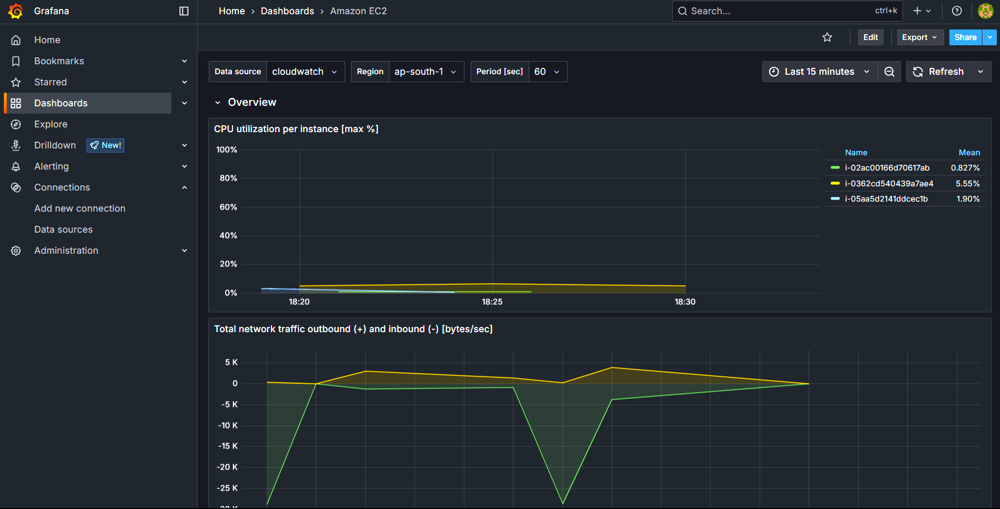 Grafana
Home
Bookmarks
Starred
Dashboards
Explore
Drilldown New!
Alerting
Connections
Add new connection
Data sources
Administration
Home › Dashboards › Amazon EC2
Search... ctrl+k
Edit Export Share
Data source cloudwatch Region ap-south-1 Period [sec] 60
Last 15 minutes Refresh
Overview
CPU utilization per instance [max %]
100%
80%
60%
40%
20%
0%
18:20 18:25 18:30
Name Mean
i-02ac00166d70617ab 0.827%
i-0362cd540439a7ae4 5.55%
i-05aa5d2141ddcec1b 1.90%
Total network traffic outbound (+) and inbound (-) [bytes/sec]
5 K
0
-5 K
-10 K
-15 K
-20 K
-25 K